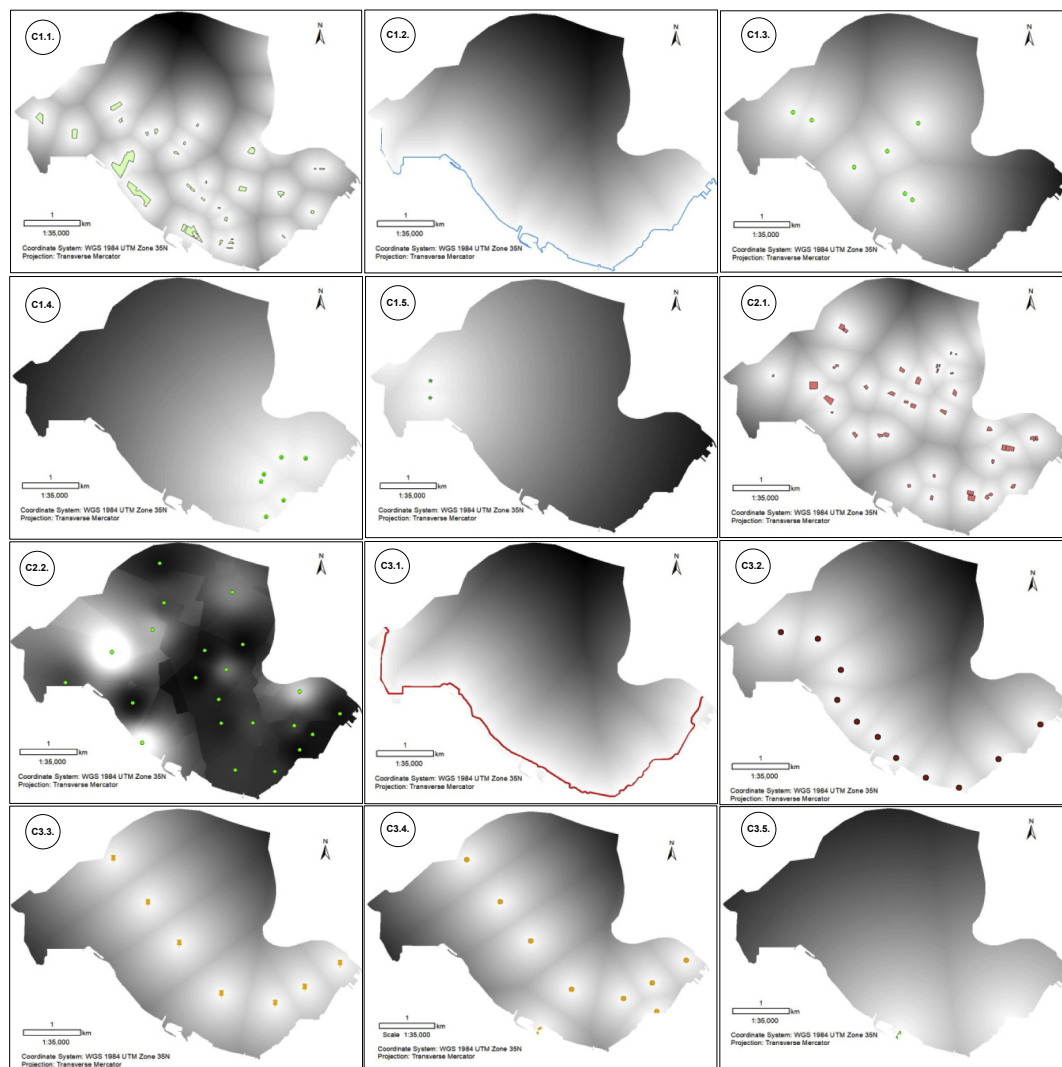 C1.1.
N
1
km
1:35,000
Coordinate System: WGS 1984 UTM Zone 35N
Projection: Transverse Mercator
C1.2.
N
1
km
1:35,000
Coordinate System: WGS 1984 UTM Zone 35N
Projection: Transverse Mercator
C1.3.
N
1
km
1:35,000
Coordinate System: WGS 1984 UTM Zone 35N
Projection: Transverse Mercator
C1.4.
N
1
km
1:35,000
Coordinate System: WGS 1984 UTM Zone 35N
Projection: Transverse Mercator
C1.5.
N
1
km
1:35,000
Coordinate System: WGS 1984 UTM Zone 35N
Projection: Transverse Mercator
C2.1.
N
1
km
1:35,000
Coordinate System: WGS 1984 UTM Zone 35N
Projection: Transverse Mercator
C2.2.
N
1
km
1:35,000
Coordinate System: WGS 1984 UTM Zone 35N
Projection: Transverse Mercator
C3.1.
N
1
km
1:35,000
Coordinate System: WGS 1984 UTM Zone 35N
Projection: Transverse Mercator
C3.2.
N
1
km
1:35,000
Coordinate System: WGS 1984 UTM Zone 35N
Projection: Transverse Mercator
C3.3.
N
1
km
1:35,000
Coordinate System: WGS 1984 UTM Zone 35N
Projection: Transverse Mercator
C3.4.
N
1
km
Scale 1:35,000
Coordinate System: WGS 1984 UTM Zone 35N
Projection: Transverse Mercator
C3.5.
N
1
km
1:35,000
Coordinate System: WGS 1984 UTM Zone 35N
Projection: Transverse Mercator